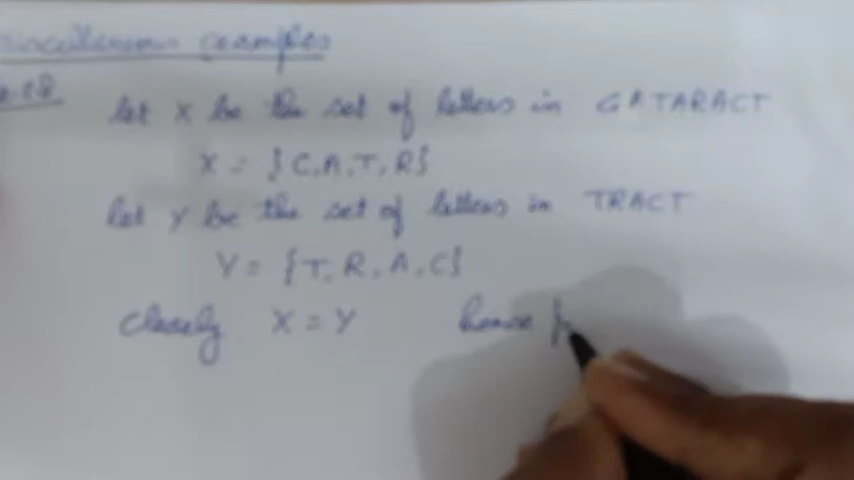 miscellaneous examples
let X be the set of letters in CATARACT
X = {C, A, T, R}
let Y be the set of letters in TRACT
Y = {T, R, A, C}
clearly X = Y hence